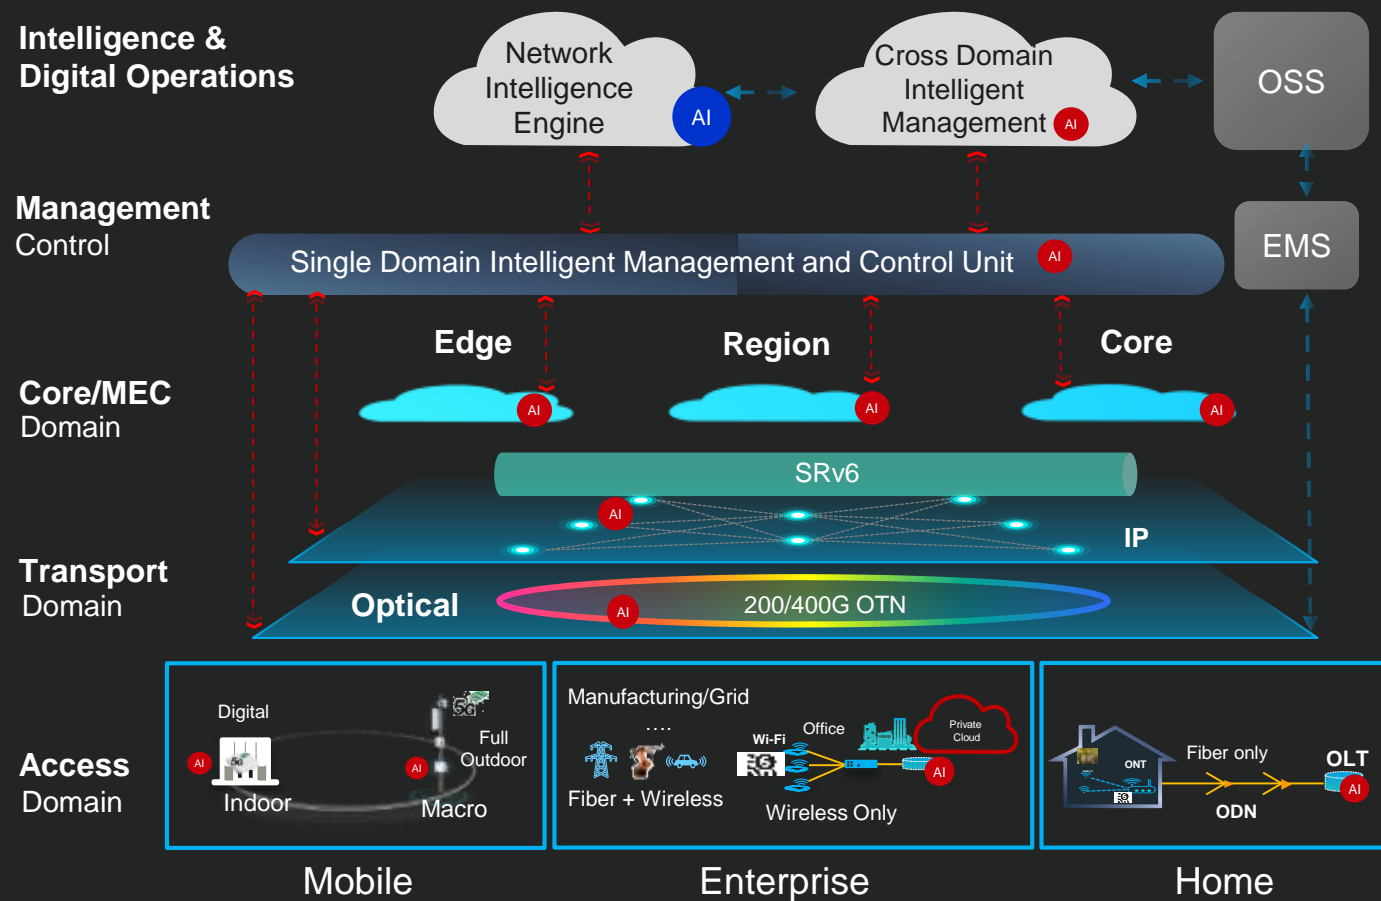 Intelligence &
Digital Operations
Network
Intelligence
Engine
AI
Cross Domain
Intelligent
Management
AI
OSS
Management
Control
Single Domain Intelligent Management and Control Unit
AI
EMS
Edge
Region
Core
Core/MEC
Domain
AI
AI
AI
SRv6
AI
IP
Transport
Domain
Optical
AI
200/400G OTN
Access
Domain
Digital
AI
Indoor
5G
AI
Full
Outdoor
Macro
Manufacturing/Grid
....
Fiber + Wireless
Wi-Fi
5G
Office
Private
Cloud
AI
Wireless Only
ONT
5G
Fiber only
ODN
OLT
AI
Mobile
Enterprise
Home